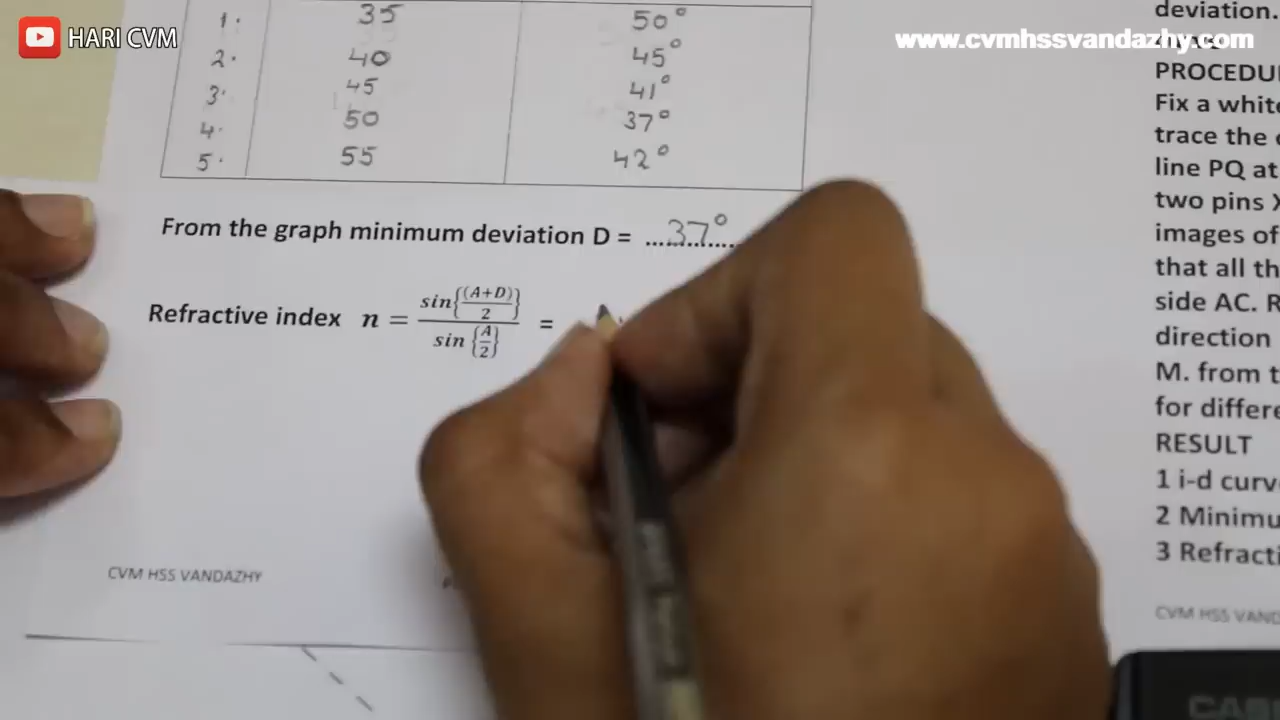 HARI CVM
www.cvmhssvandazhy.com
1. 35 50°
2. 40 45°
3. 45 41°
4. 50 37°
5. 55 42°
From the graph minimum deviation D = ...37°...
Refractive index n = sin{(A+D)/2} / sin{A/2} =
CVM HSS VANDAZHY
deviation.
PROCEDU
Fix a white
trace the
line PQ at
two pins
images of
that all th
side AC. R
direction
M. from t
for differe
RESULT
1 i-d curv
2 Minimu
3 Refracti
CVM HSS VAND
CAS